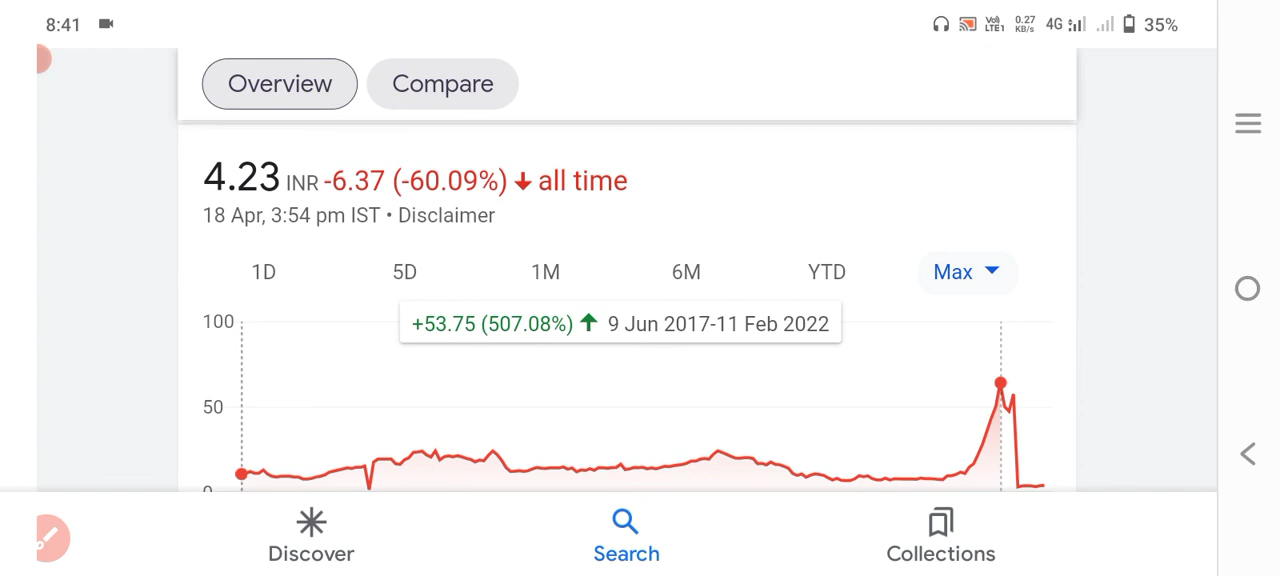 8:41 Vo) LTE1 0.27 KB/s 4G 35%
Overview Compare
4.23 INR -6.37 (-60.09%) ↓ all time
18 Apr, 3:54 pm IST • Disclaimer
1D 5D 1M 6M YTD Max
100
+53.75 (507.08%) ↑ 9 Jun 2017-11 Feb 2022
50
0
Discover Search Collections